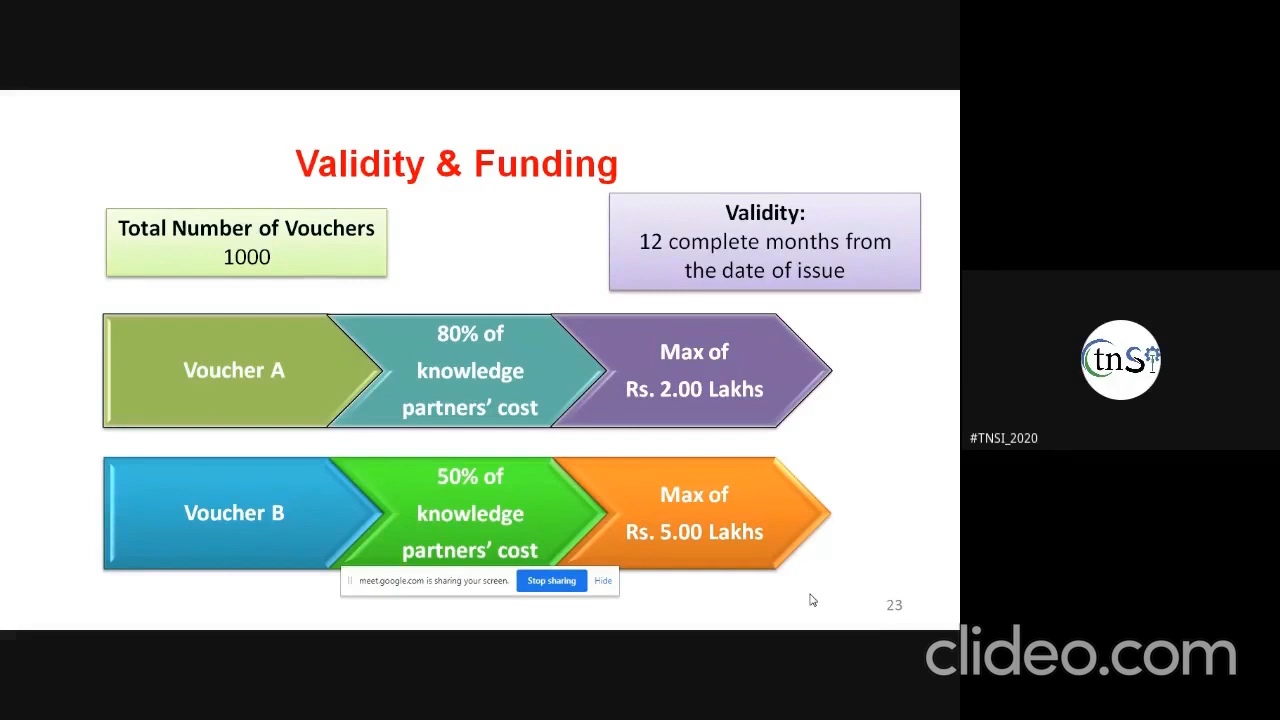 Validity & Funding
Total Number of Vouchers
1000
Validity:
12 complete months from
the date of issue
Voucher A
80% of
knowledge
partners’ cost
Max of
Rs. 2.00 Lakhs
Voucher B
50% of
knowledge
partners’ cost
Max of
Rs. 5.00 Lakhs
meet.google.com is sharing your screen.
Stop sharing
Hide
23
tnSI
#TNSI_2020
clideo.com